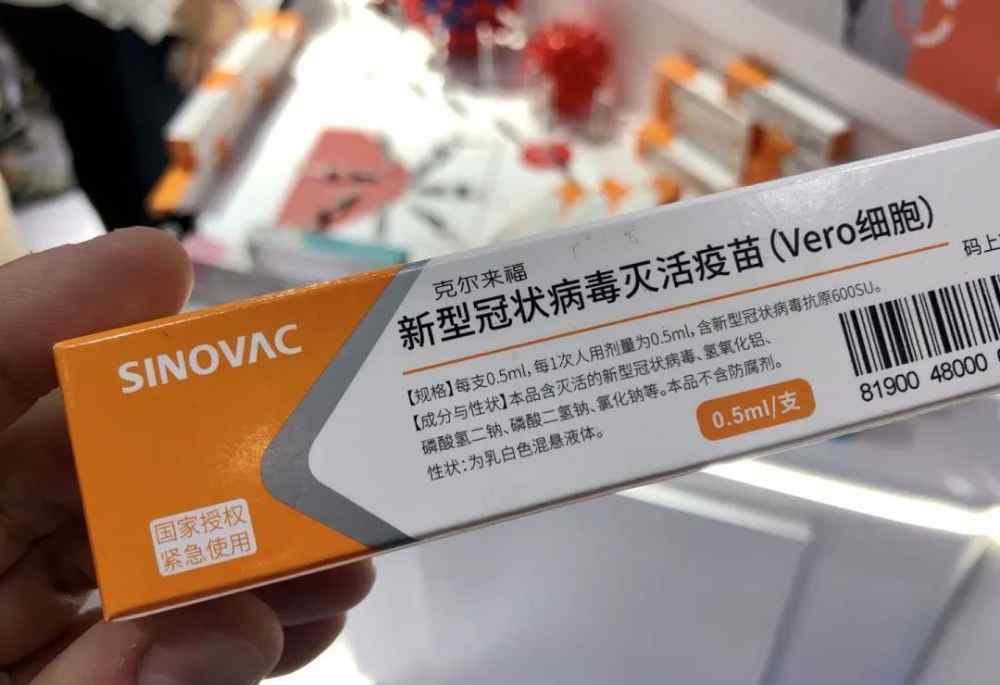 SINOVAC
国家授权
紧急使用
克尔来福
新型冠状病毒灭活疫苗(Vero细胞)
【规格】每支0.5ml,每1次人用剂量为0.5ml,含新型冠状病毒抗原600SU。
【成分与性状】本品含灭活的新型冠状病毒、氢氧化铝、
磷酸氢二钠、磷酸二氢钠、氯化钠等。本品不含防腐剂。
性状:为乳白色混悬液体。
0.5ml/支
码上
81900 48000